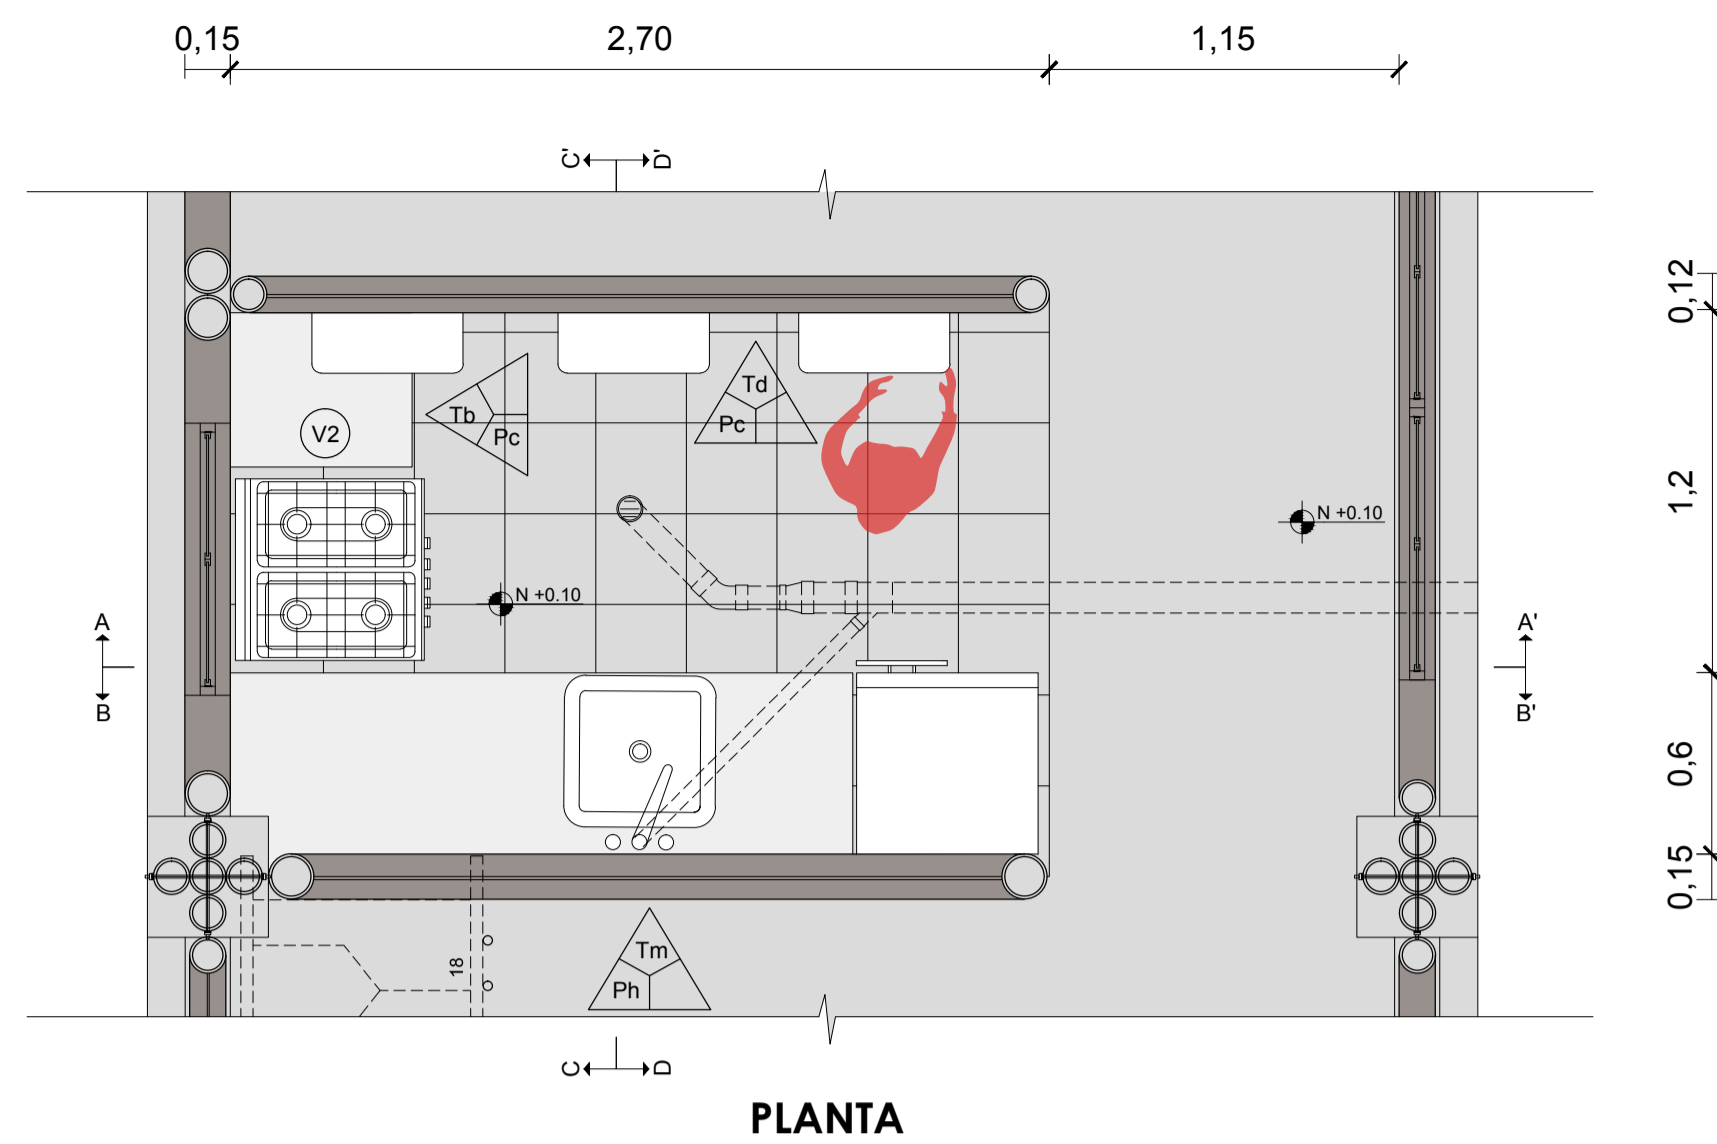 0,15 2,70 1,15
C' D'
0,12
Td
Tb
Pc
Pc
V2
1,2
N +0.10
N +0.10
A A'
B B'
0,6
0,15
Tm
18
Ph
C D
PLANTA